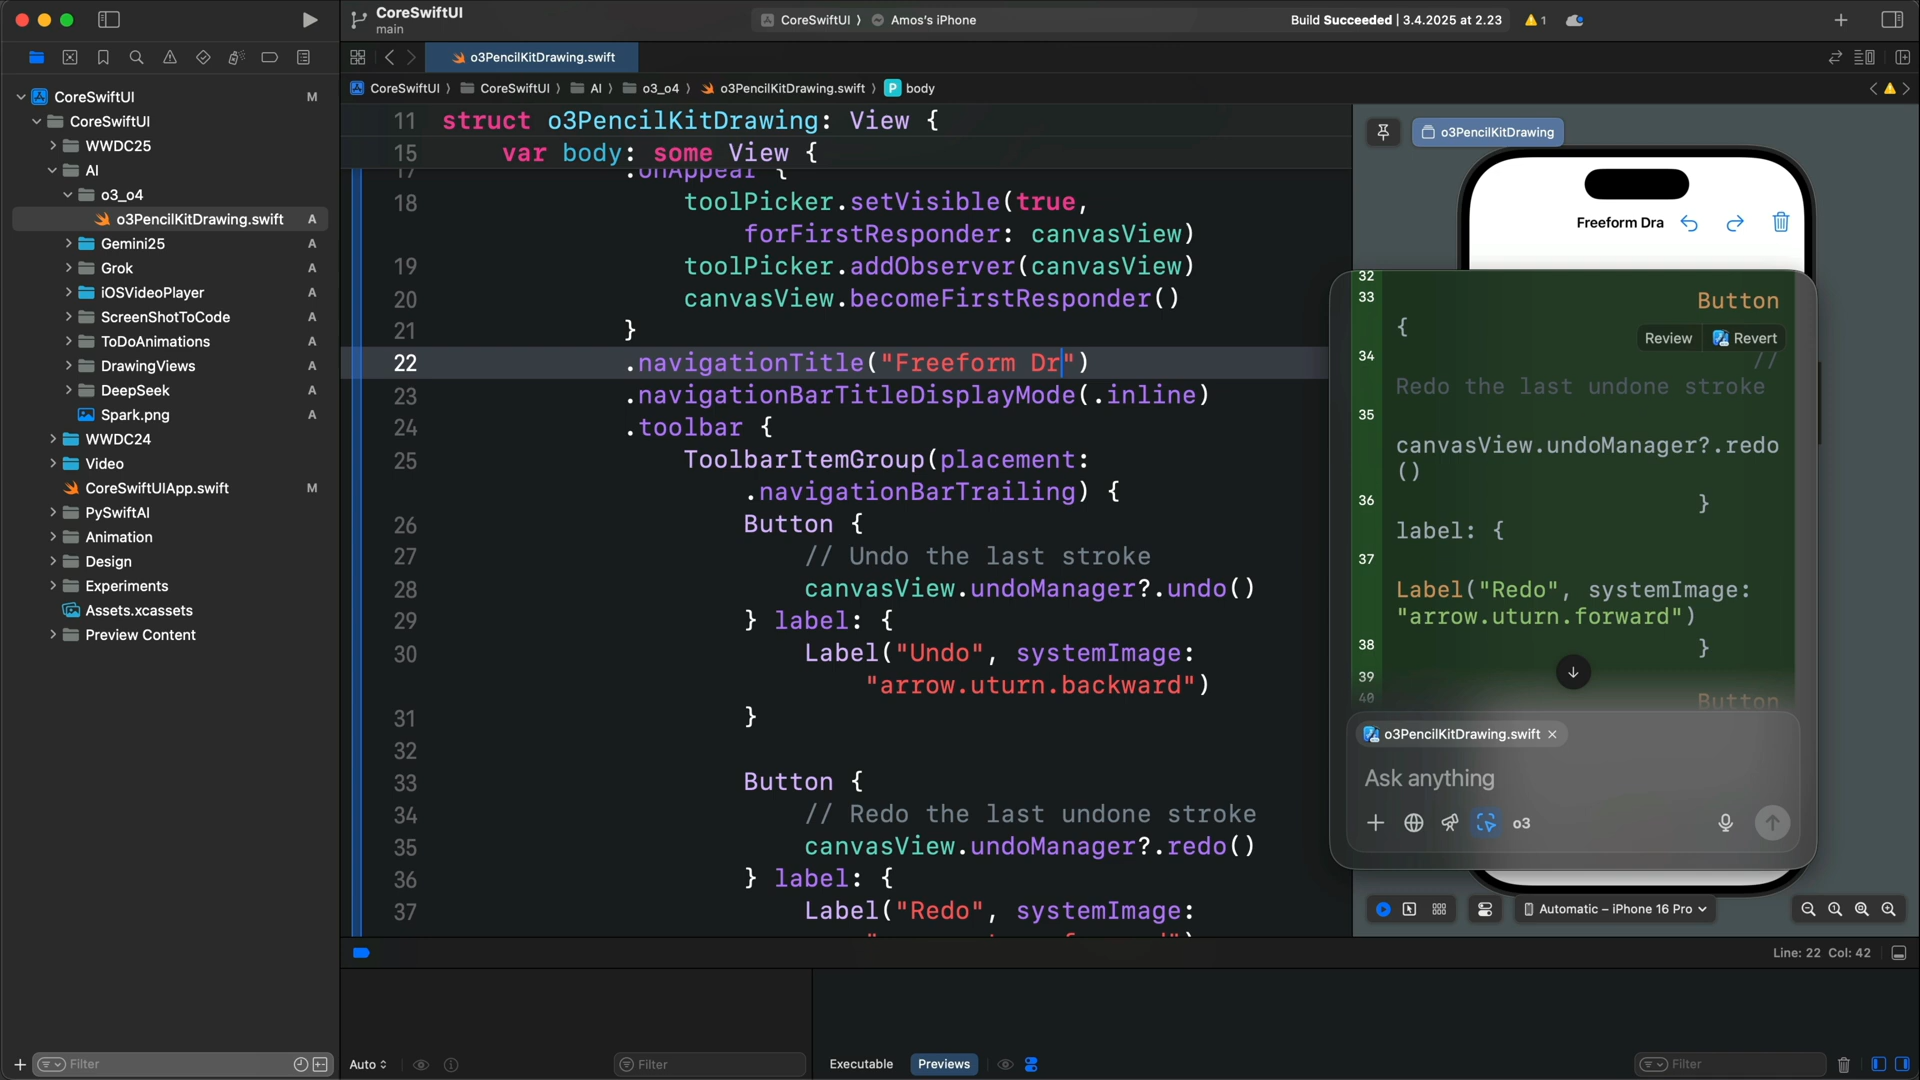 CoreSwiftUI
main
CoreSwiftUI
Amos's iPhone
Build Succeeded | 3.4.2025 at 2.23
1
o3PencilKitDrawing.swift
CoreSwiftUI
CoreSwiftUI
AI
o3_o4
o3PencilKitDrawing.swift
P
body
CoreSwiftUI M
CoreSwiftUI
WWDC25
AI
o3_o4
o3PencilKitDrawing.swift A
Gemini25 A
Grok A
iOSVideoPlayer A
ScreenShotToCode A
ToDoAnimations A
DrawingViews A
DeepSeek A
Spark.png A
WWDC24
Video
CoreSwiftUIApp.swift M
PySwiftAI
Animation
Design
Experiments
Assets.xcassets
Preview Content
Filter
11 struct o3PencilKitDrawing: View {
15 var body: some View {
17 .onAppear {
18 toolPicker.setVisible(true,
forFirstResponder: canvasView)
19 toolPicker.addObserver(canvasView)
20 canvasView.becomeFirstResponder()
21 }
22 .navigationTitle("Freeform Dr")
23 .navigationBarTitleDisplayMode(.inline)
24 .toolbar {
25 ToolbarItemGroup(placement:
.navigationBarTrailing) {
26 Button {
27 // Undo the last stroke
28 canvasView.undoManager?.undo()
29 } label: {
30 Label("Undo", systemImage:
"arrow.uturn.backward")
31 }
32
33 Button {
34 // Redo the last undone stroke
35 canvasView.undoManager?.redo()
36 } label: {
37 Label("Redo", systemImage:
o3PencilKitDrawing
Freeform Dra
32
33 Button
{
Review Revert
34 //
Redo the last undone stroke
35
canvasView.undoManager?.redo
()
36 }
label: {
37
Label("Redo", systemImage:
"arrow.uturn.forward")
38 }
39
40 Button
o3PencilKitDrawing.swift
Ask anything
o3
Automatic – iPhone 16 Pro
Line: 22 Col: 42
Auto
Filter
Executable
Previews
Filter